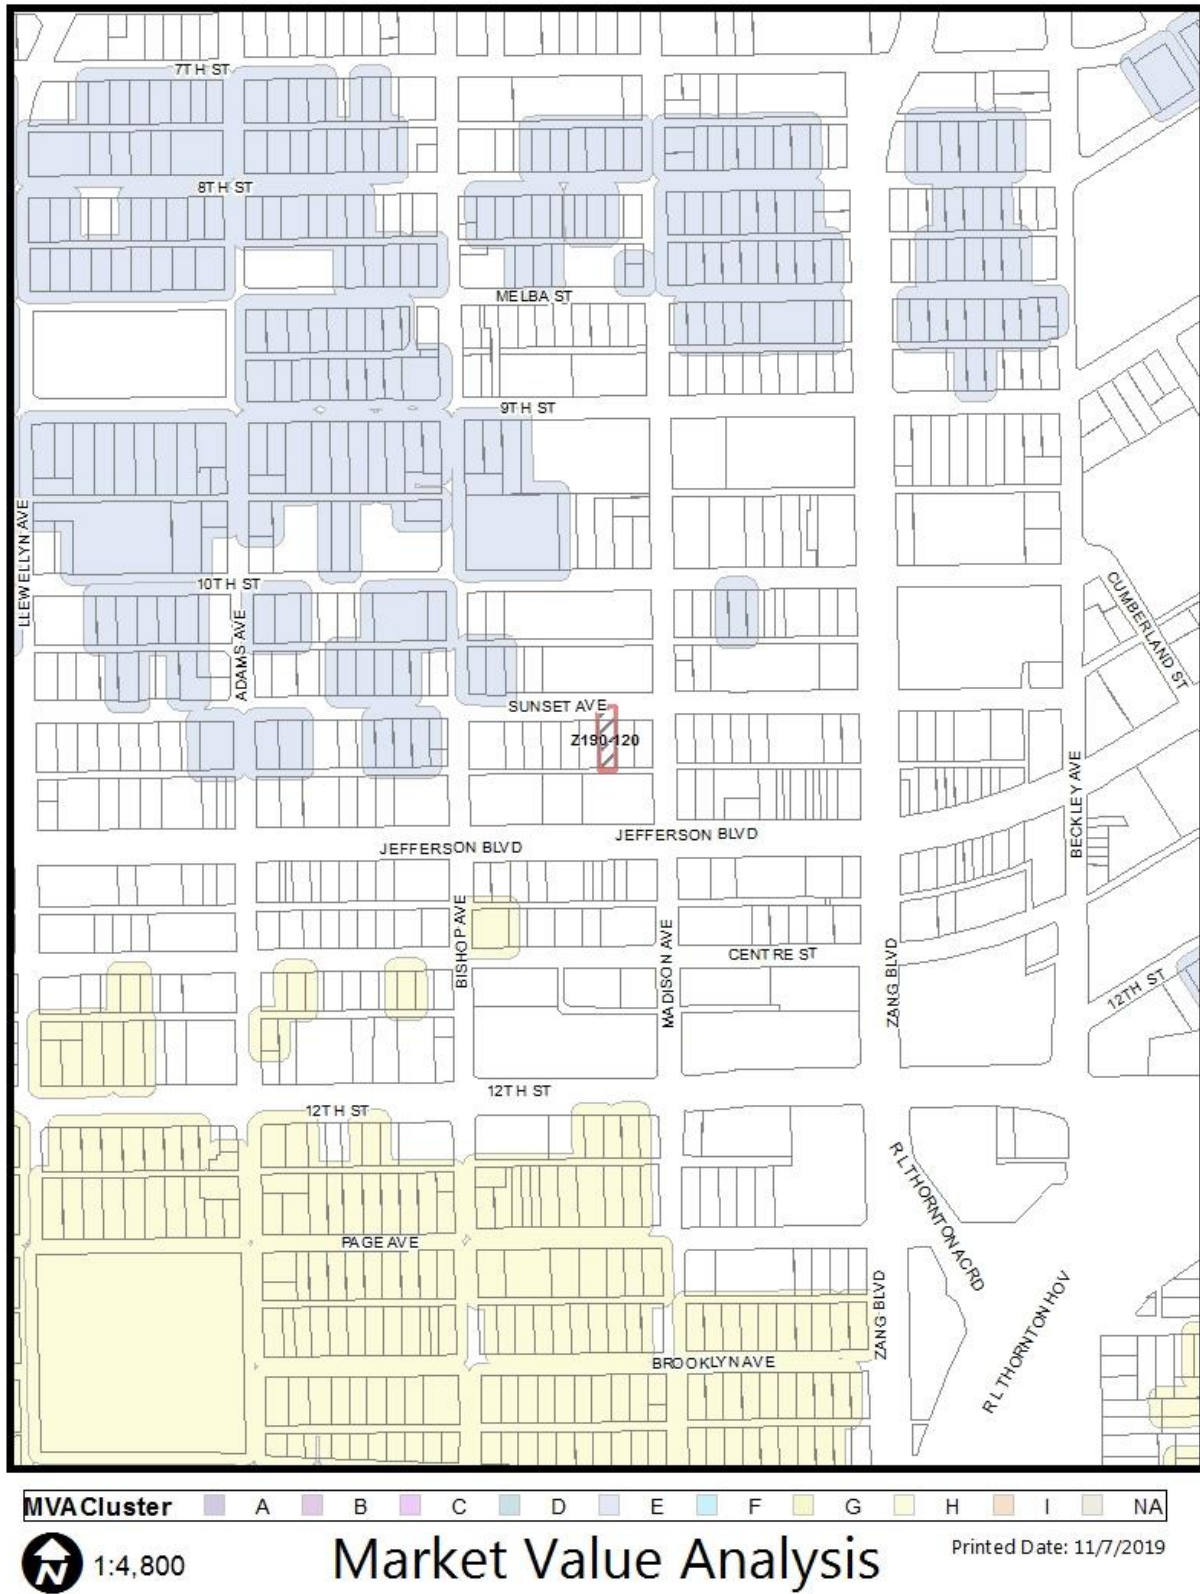 7TH ST
8TH ST
MELBA ST
9TH ST
LLEWELLYN AVE
10TH ST
ADAMS AVE
CUMBERLAND ST
SUNSET AVE
Z190-120
BECKLEY AVE
JEFFERSON BLVD
JEFFERSON BLVD
BISHOP AVE
MADISON AVE
CENTRE ST
ZANG BLVD
12TH ST
12TH ST
12TH ST
R L THORNTON ACRD
PAGE AVE
ZANG BLVD
R L THORNTON HOV
BROOKLYN AVE
MVA Cluster A B C D E F G H I NA
N
1:4,800
Market Value Analysis
Printed Date: 11/7/2019